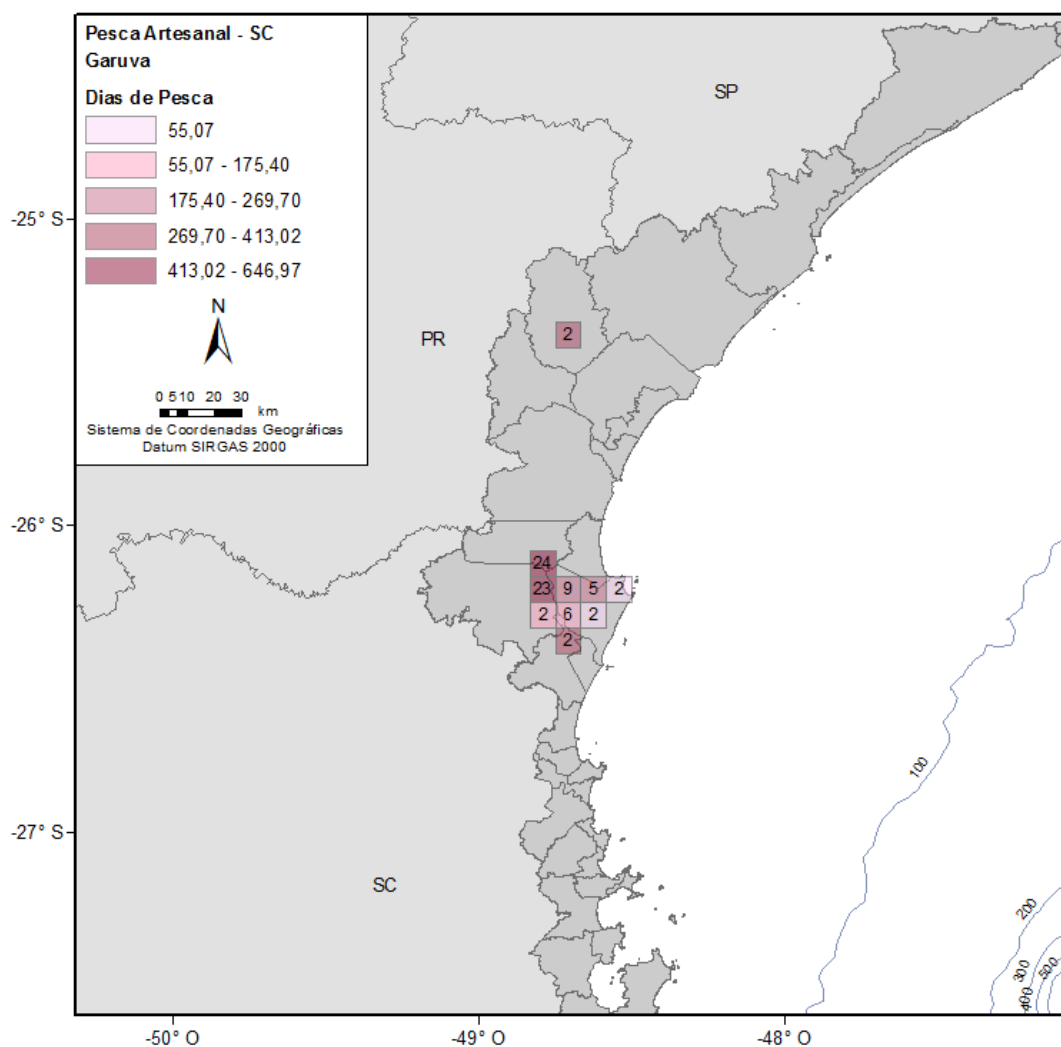 Pesca Artesanal - SC
Garuva
Dias de Pesca
55,07
55,07 - 175,40
175,40 - 269,70
269,70 - 413,02
413,02 - 646,97
N
0 5 10 20 30
km
Sistema de Coordenadas Geográficas
Datum SIRGAS 2000
SP
PR
SC
-25° S
-26° S
-27° S
2
24
23 9 5 2
2 6 2
2
100
200
300
400
500
-50° O -49° O -48° O